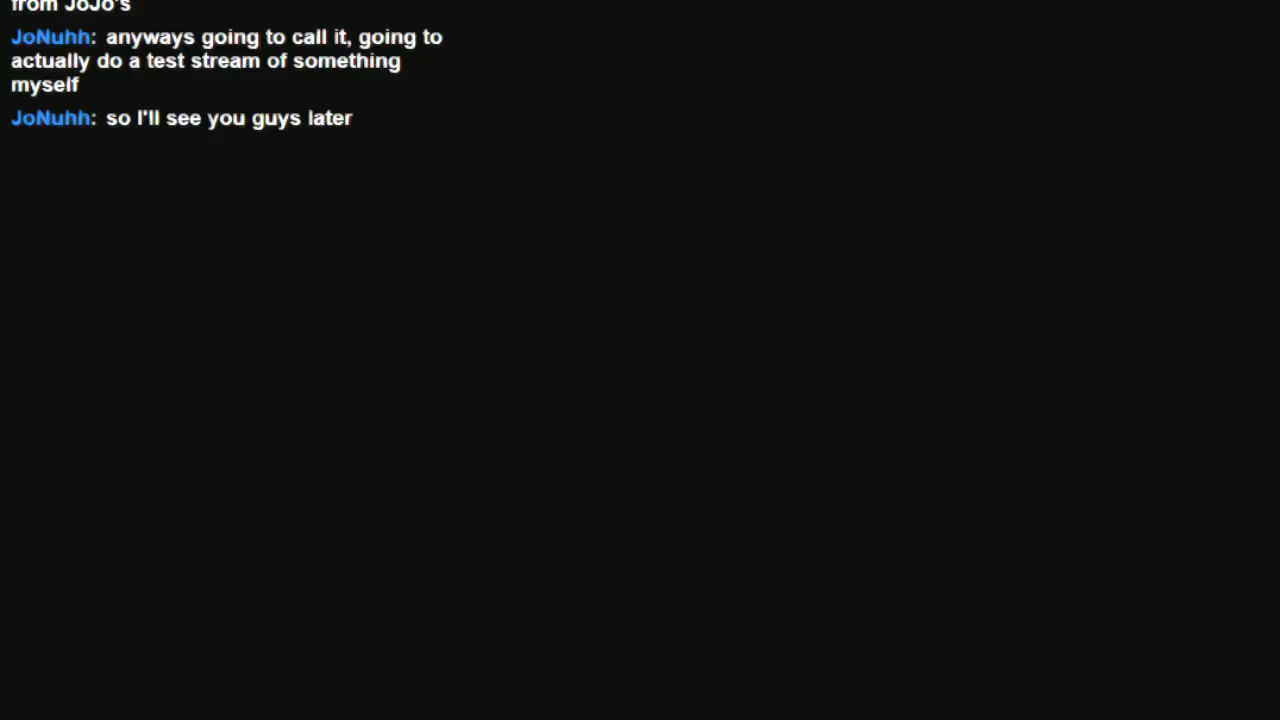 from JoJo's
JoNuhh: anyways going to call it, going to
actually do a test stream of something
myself
JoNuhh: so I'll see you guys later